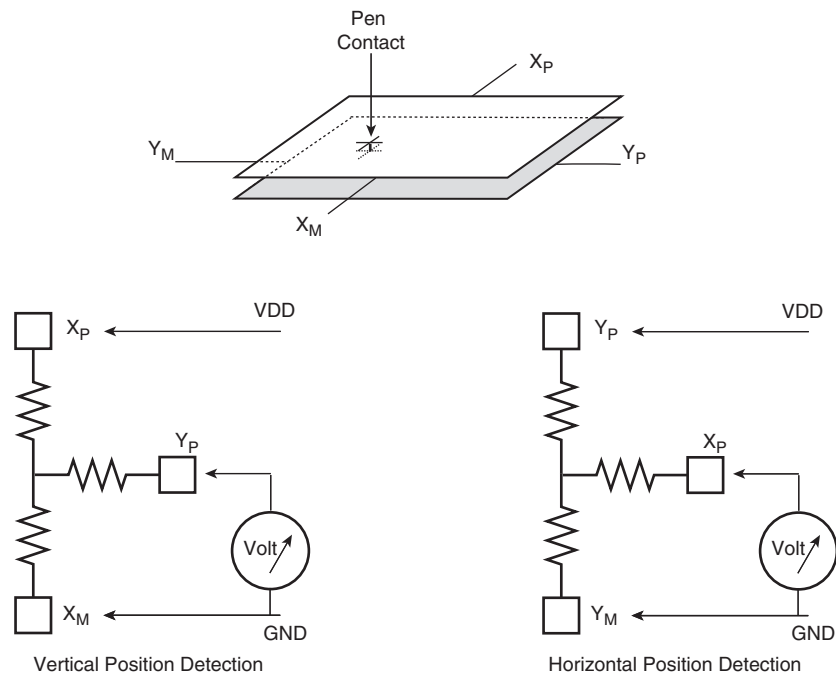 Pen
Contact
X_P
Y_M
Y_P
X_M
X_P
VDD
Y_P
Volt
X_M
GND
Vertical Position Detection
Y_P
VDD
X_P
Volt
Y_M
GND
Horizontal Position Detection